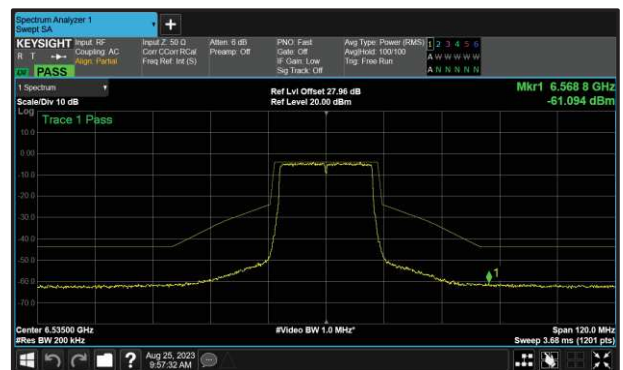 Spectrum Analyzer 1
Swept SA
+
KEYSIGHT Input: RF
R T Coupling: AC
Align: Partial
PASS
Input Z: 50 Ω
Corr CCorr RCal
Freq Ref: Int (S)
Atten: 6 dB
Preamp: Off
PNO: Fast
Gate: Off
IF Gain: Low
Sig Track: Off
Avg Type: Power (RMS)
Avg|Hold: 100/100
Trig: Free Run
1 2 3 4 5 6
A W W W W W
A N N N N N
1 Spectrum
Scale/Div 10 dB
Ref Lvl Offset 27.96 dB
Ref Level 20.00 dBm
Mkr1 6.568 8 GHz
-61.094 dBm
Log
Trace 1 Pass
10.0
0.00
-10.0
-20.0
-30.0
-40.0
-50.0
-60.0
-70.0
1
Center 6.53500 GHz
#Res BW 200 kHz
#Video BW 1.0 MHz*
Span 120.0 MHz
Sweep 3.68 ms (1201 pts)
?
Aug 25, 2023
9:57:32 AM